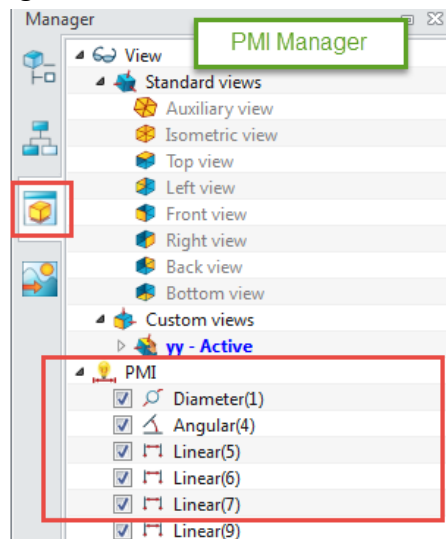 Manager
PMI Manager
View
Standard views
Auxiliary view
Isometric view
Top view
Left view
Front view
Right view
Back view
Bottom view
Custom views
yy - Active
PMI
Diameter(1)
Angular(4)
Linear(5)
Linear(6)
Linear(7)
Linear(9)